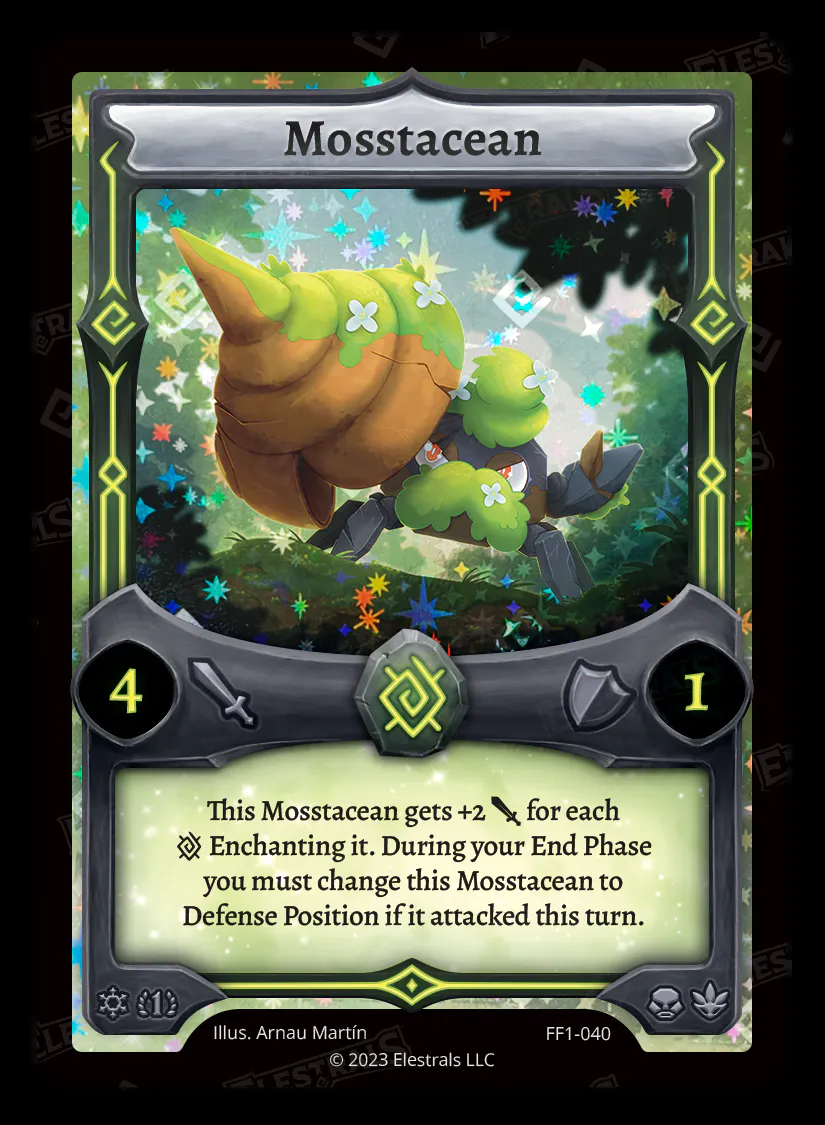 Mosstacean
4
1
This Mosstacean gets +2 for each
Enchanting it. During your End Phase
you must change this Mosstacean to
Defense Position if it attacked this turn.
1
Illus. Arnau Martín
FF1-040
© 2023 Elestrals LLC